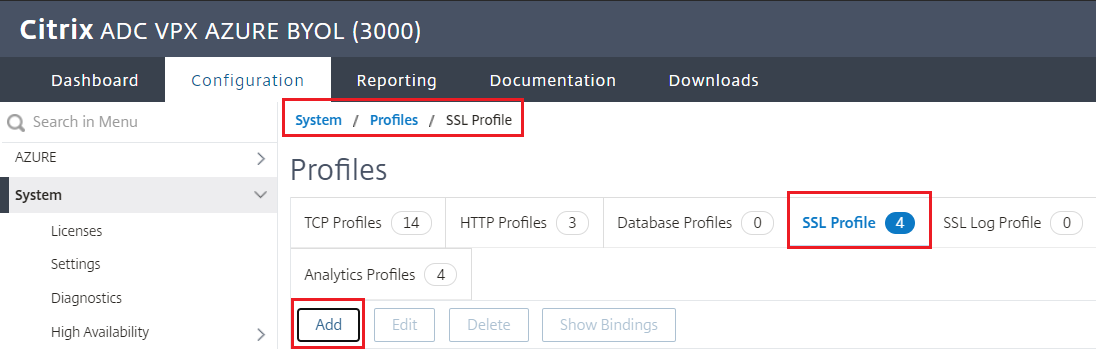 Citrix ADC VPX AZURE BYOL (3000)
Dashboard Configuration Reporting Documentation Downloads
Search in Menu
AZURE
System
Licenses
Settings
Diagnostics
High Availability
System / Profiles / SSL Profile
Profiles
TCP Profiles 14 HTTP Profiles 3 Database Profiles 0 SSL Profile 4 SSL Log Profile 0
Analytics Profiles 4
Add Edit Delete Show Bindings